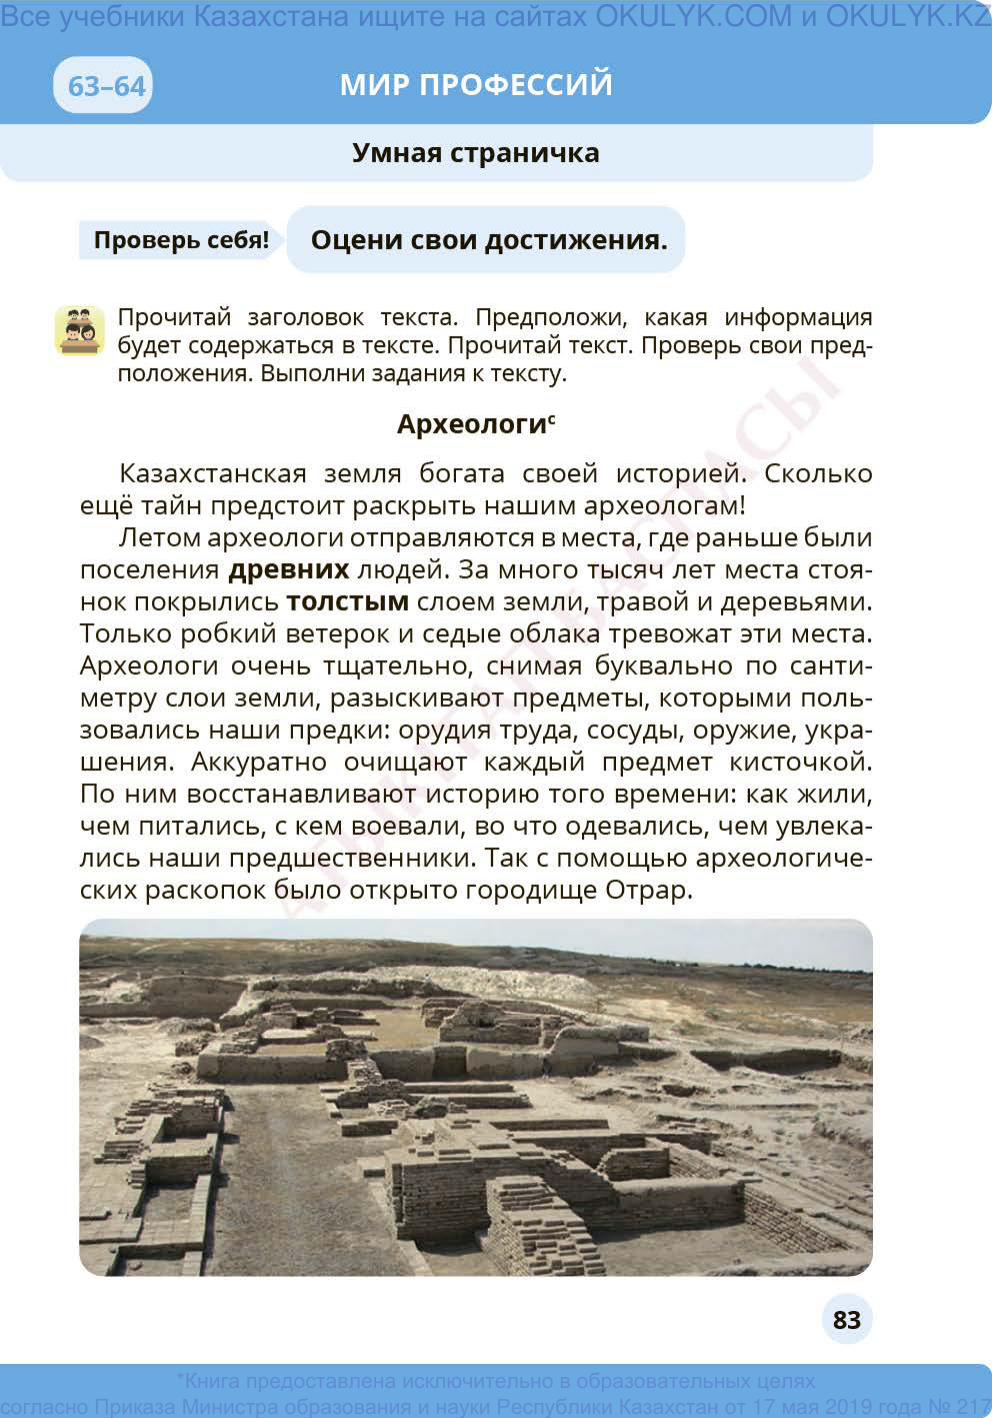 Все учебники Казахстана ищите на сайтах OKULYK.COM и OKULYK.KZ
63–64
МИР ПРОФЕССИЙ
Умная страничка
Проверь себя!
Оцени свои достижения.
Прочитай заголовок текста. Предположи, какая информация
будет содержаться в тексте. Прочитай текст. Проверь свои пред-
положения. Выполни задания к тексту.
Археологиᶜ
Казахстанская земля богата своей историей. Сколько
ещё тайн предстоит раскрыть нашим археологам!
Летом археологи отправляются в места, где раньше были
поселения древних людей. За много тысяч лет места стоя-
нок покрылись толстым слоем земли, травой и деревьями.
Только робкий ветерок и седые облака тревожат эти места.
Археологи очень тщательно, снимая буквально по санти-
метру слои земли, разыскивают предметы, которыми поль-
зовались наши предки: орудия труда, сосуды, оружие, укра-
шения. Аккуратно очищают каждый предмет кисточкой.
По ним восстанавливают историю того времени: как жили,
чем питались, с кем воевали, во что одевались, чем увлека-
лись наши предшественники. Так с помощью археологиче-
ских раскопок было открыто городище Отрар.
83
*Книга предоставлена исключительно в образовательных целях
согласно Приказа Министра образования и науки Республики Казахстан от 17 мая 2019 года № 217